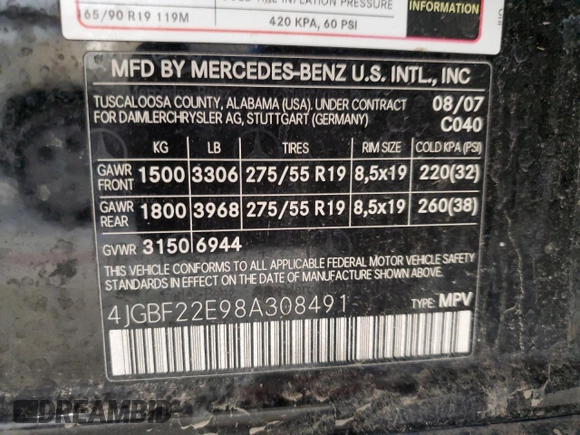 COLD TIRE INFLATION PRESSURE
65/90 R19 119M
420 KPA, 60 PSI
INFORMATION
MFD BY MERCEDES-BENZ U.S. INTL., INC
TUSCALOOSA COUNTY, ALABAMA (USA). UNDER CONTRACT 08/07
FOR DAIMLERCHRYSLER AG, STUTTGART (GERMANY) C040
KG LB TIRES RIM SIZE COLD KPA (PSI)
GAWR FRONT 1500 3306 275/55 R19 8,5x19 220(32)
GAWR REAR 1800 3968 275/55 R19 8,5x19 260(38)
GVWR 3150 6944
THIS VEHICLE CONFORMS TO ALL APPLICABLE FEDERAL MOTOR VEHICLE SAFETY
STANDARDS IN EFFECT ON THE DATE OF MANUFACTURE SHOWN ABOVE.
4JGBF22E98A308491 TYPE: MPV
DREAMBID